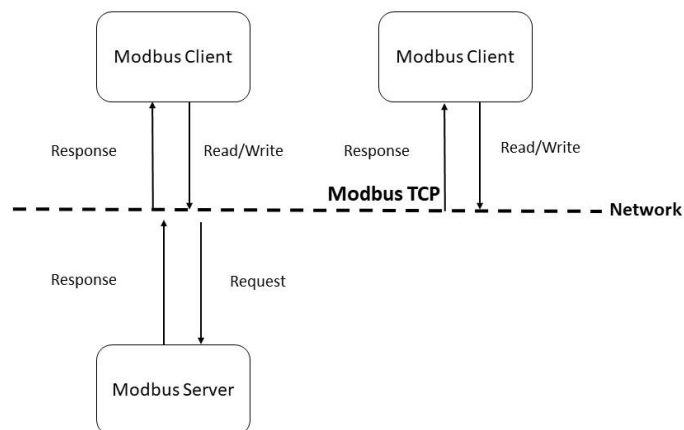 Modbus Client
Modbus Client
Response
Read/Write
Response
Read/Write
Modbus TCP
Network
Response
Request
Modbus Server